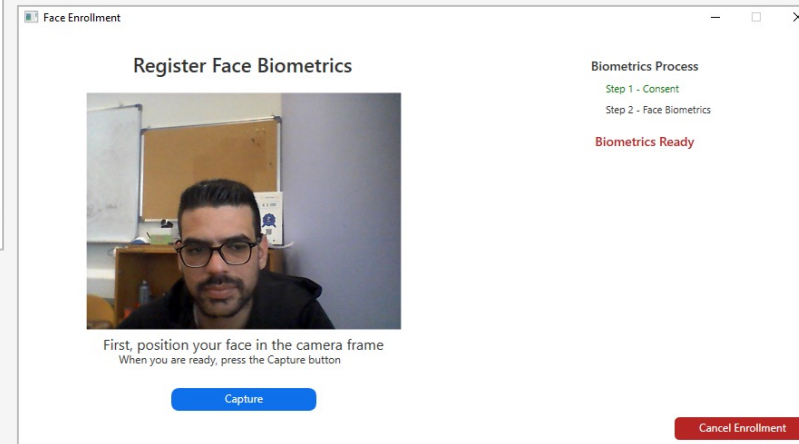 Face Enrollment
Register Face Biometrics
First, position your face in the camera frame
When you are ready, press the Capture button
Capture
Biometrics Process
Step 1 - Consent
Step 2 - Face Biometrics
Biometrics Ready
Cancel Enrollment